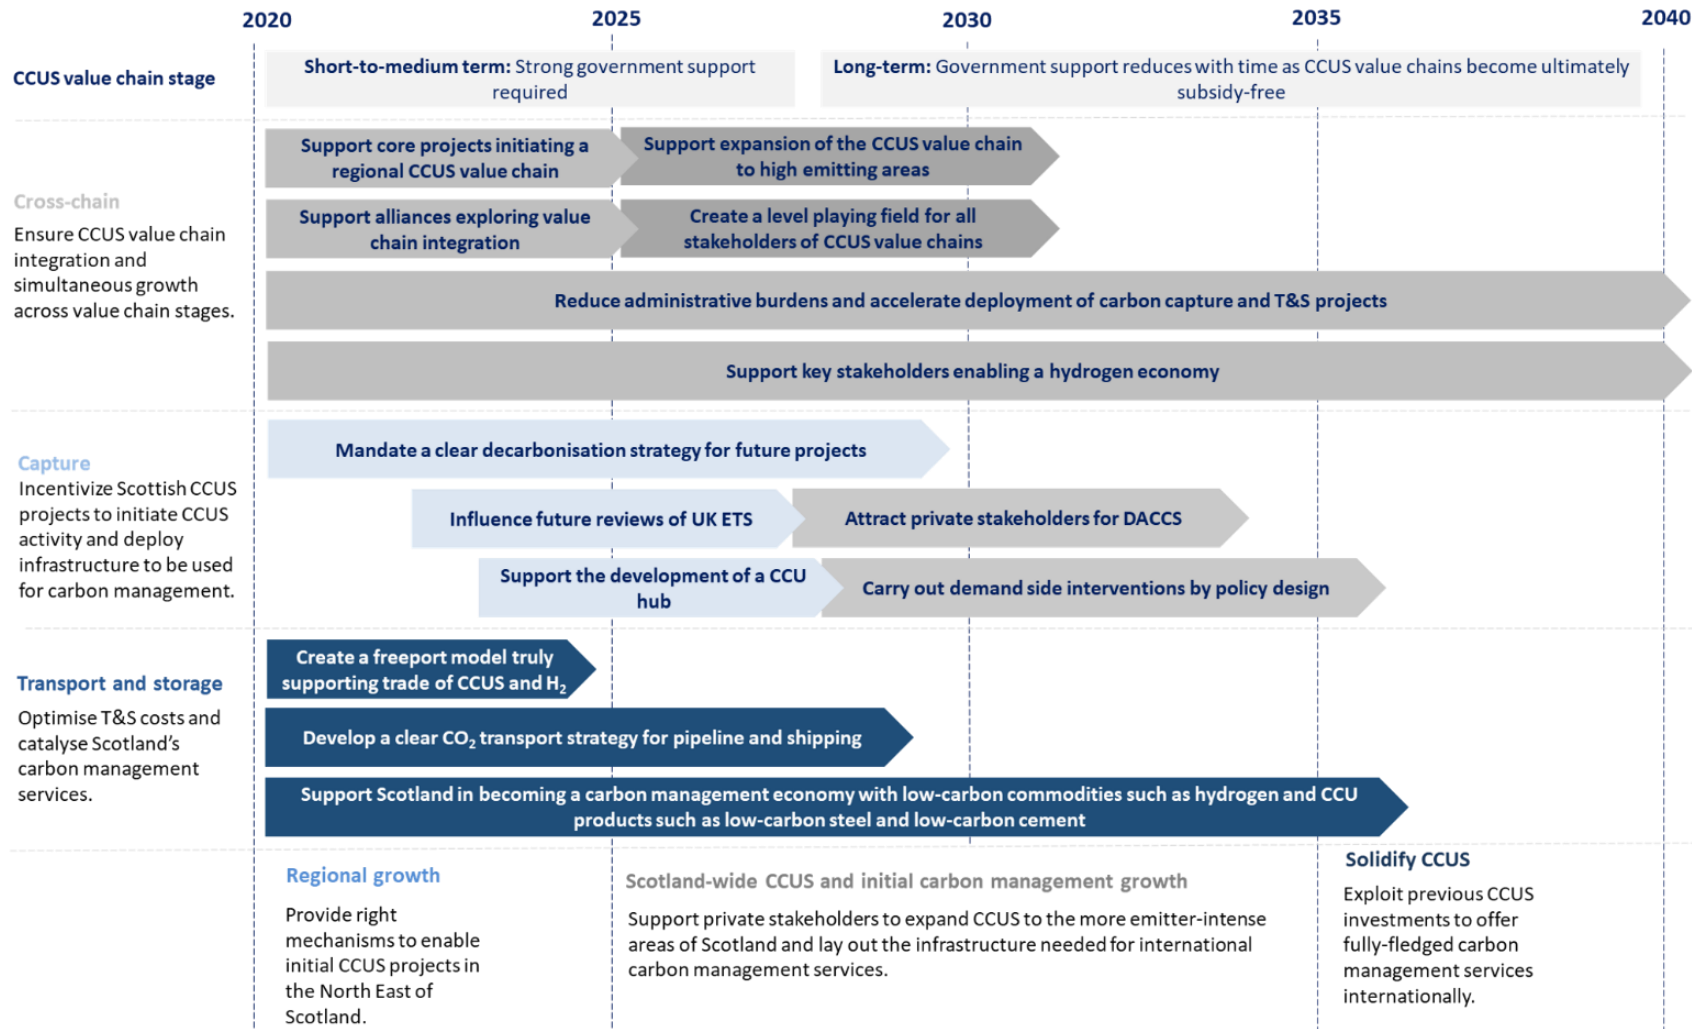 2020
2025
2030
2035
2040
CCUS value chain stage
Short-to-medium term: Strong government support
required
Long-term: Government support reduces with time as CCUS value chains become ultimately
subsidy-free
Cross-chain
Ensure CCUS value chain
integration and
simultaneous growth
across value chain stages.
Support core projects initiating a
regional CCUS value chain
Support expansion of the CCUS value chain
to high emitting areas
Support alliances exploring value
chain integration
Create a level playing field for all
stakeholders of CCUS value chains
Reduce administrative burdens and accelerate deployment of carbon capture and T&S projects
Support key stakeholders enabling a hydrogen economy
Capture
Incentivize Scottish CCUS
projects to initiate CCUS
activity and deploy
infrastructure to be used
for carbon management.
Mandate a clear decarbonisation strategy for future projects
Influence future reviews of UK ETS
Attract private stakeholders for DACCS
Support the development of a CCU
hub
Carry out demand side interventions by policy design
Transport and storage
Optimise T&S costs and
catalyse Scotland's
carbon management
services.
Create a freeport model truly
supporting trade of CCUS and H₂
Develop a clear CO₂ transport strategy for pipeline and shipping
Support Scotland in becoming a carbon management economy with low-carbon commodities such as hydrogen and CCU
products such as low-carbon steel and low-carbon cement
Regional growth
Provide right
mechanisms to enable
initial CCUS projects in
the North East of
Scotland.
Scotland-wide CCUS and initial carbon management growth
Support private stakeholders to expand CCUS to the more emitter-intense
areas of Scotland and lay out the infrastructure needed for international
carbon management services.
Solidify CCUS
Exploit previous CCUS
investments to offer
fully-fledged carbon
management services
internationally.